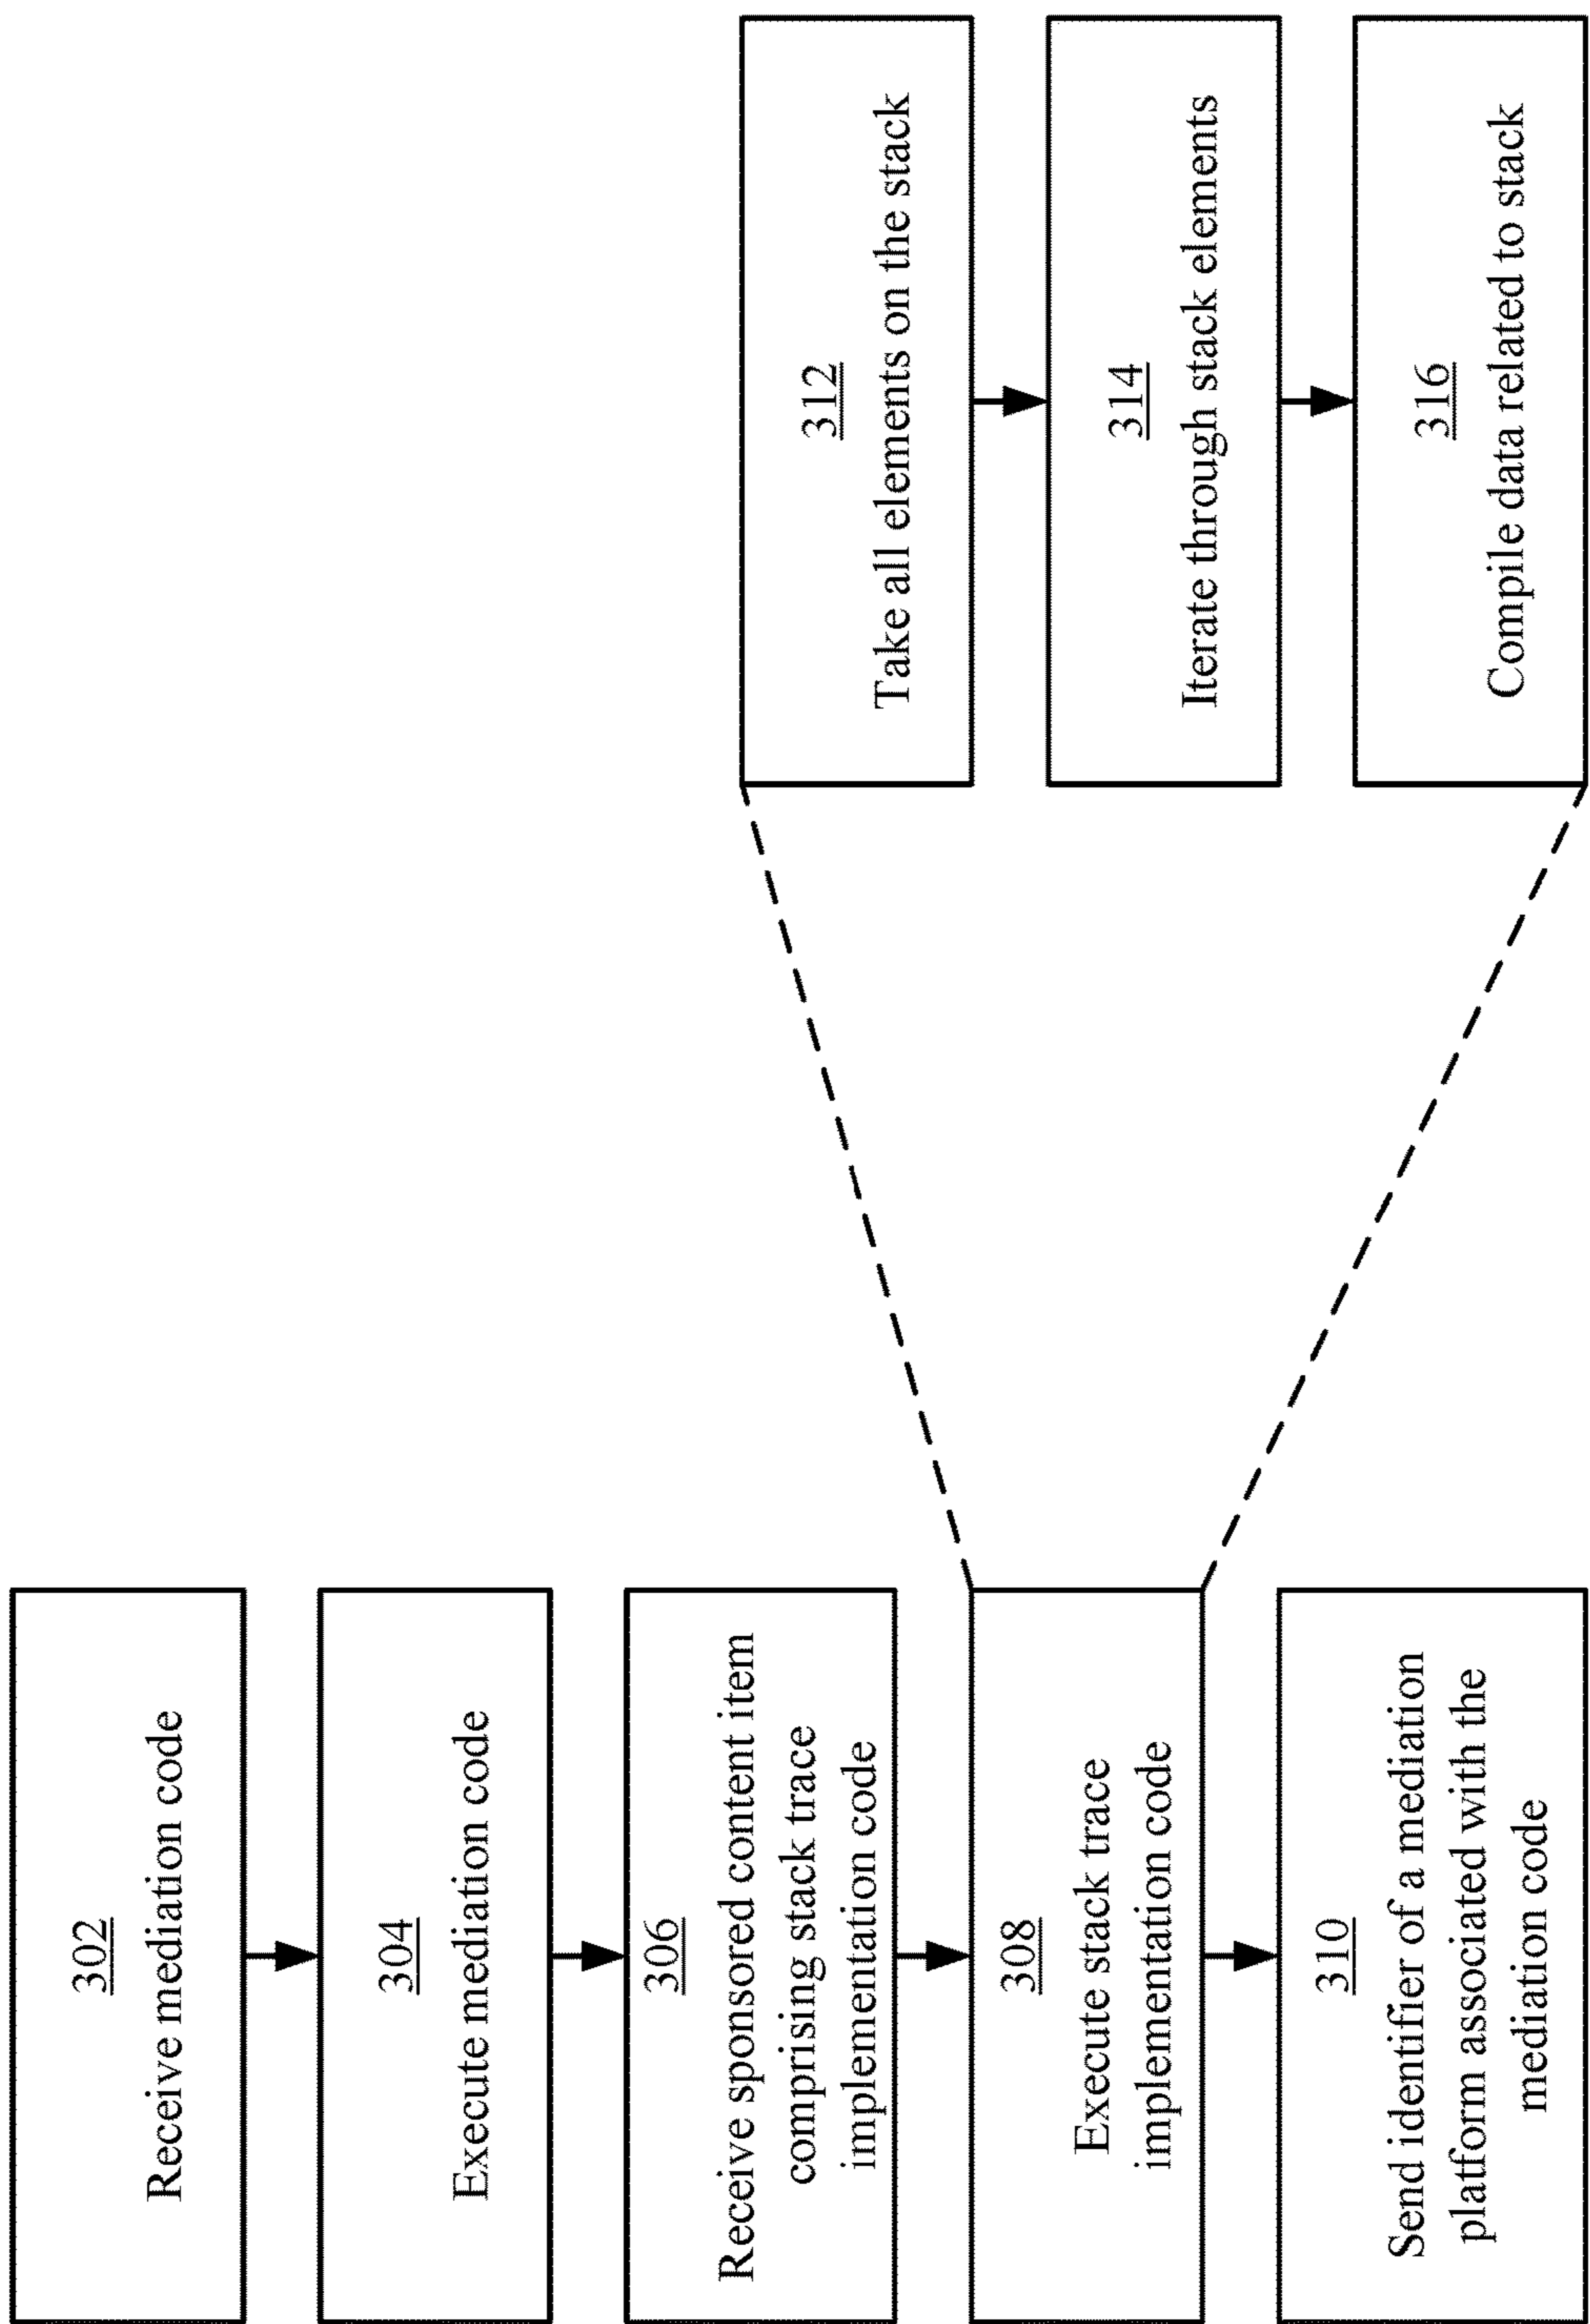 302
Receive mediation code
304
Execute mediation code
306
Receive sponsored content item
comprising stack trace
implementation code
308
Execute stack trace
implementation code
310
Send identifier of a mediation
platform associated with the
mediation code
312
Take all elements on the stack
314
Iterate through stack elements
316
Compile data related to stack